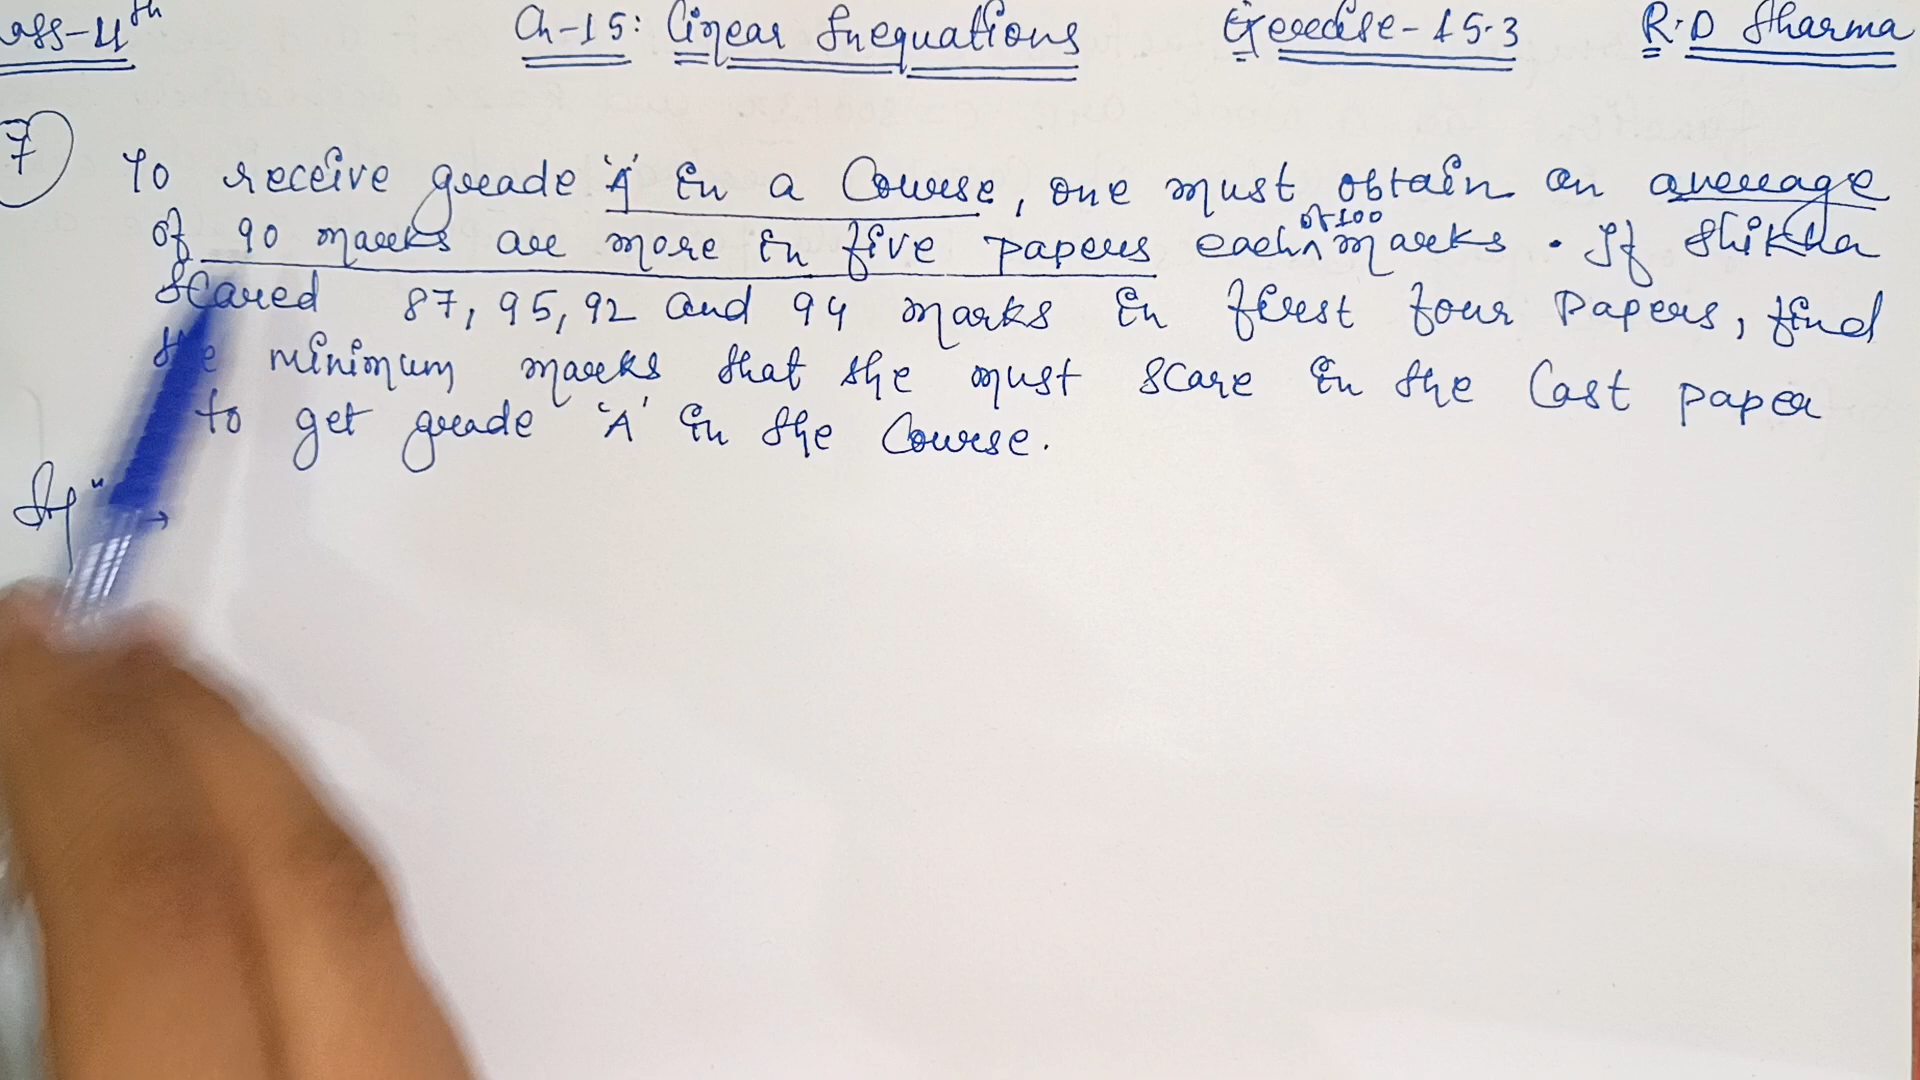 Class-11th Ch-15: Linear Inequations Exercise-15.3 R.D Sharma
7 To receive grade 'A' in a Course, one must obtain an average
of 90 marks are more in five papers each of 100 marks. If Shikha
Scared 87, 95, 92 and 94 marks in first four Papers, find
the minimum marks that she must scare in the Last paper
to get grade 'A' in the Course.